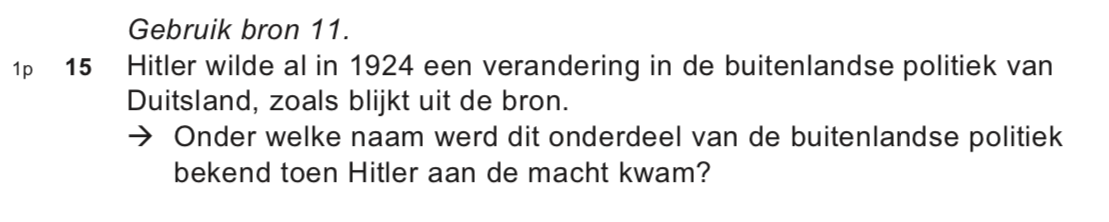 Gebruik bron 11.
1p 15 Hitler wilde al in 1924 een verandering in de buitenlandse politiek van
Duitsland, zoals blijkt uit de bron.
→ Onder welke naam werd dit onderdeel van de buitenlandse politiek
bekend toen Hitler aan de macht kwam?